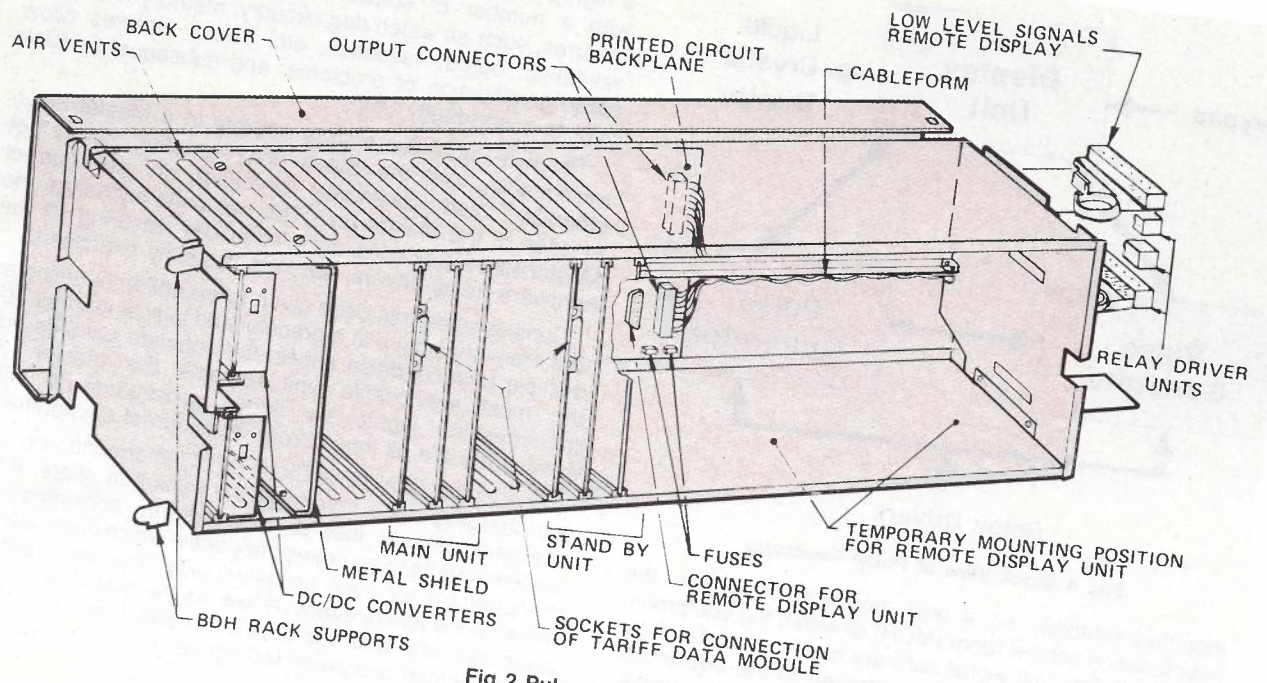 AIR VENTS
BACK COVER
OUTPUT CONNECTORS
PRINTED CIRCUIT
BACKPLANE
CABLEFORM
LOW LEVEL SIGNALS
REMOTE DISPLAY
RELAY DRIVER
UNITS
TEMPORARY MOUNTING POSITION
FOR REMOTE DISPLAY UNIT
FUSES
CONNECTOR FOR
REMOTE DISPLAY UNIT
STAND BY
UNIT
SOCKETS FOR CONNECTION
OF TARIFF DATA MODULE
MAIN UNIT
METAL SHIELD
DC/DC CONVERTERS
BDH RACK SUPPORTS
Fig 2